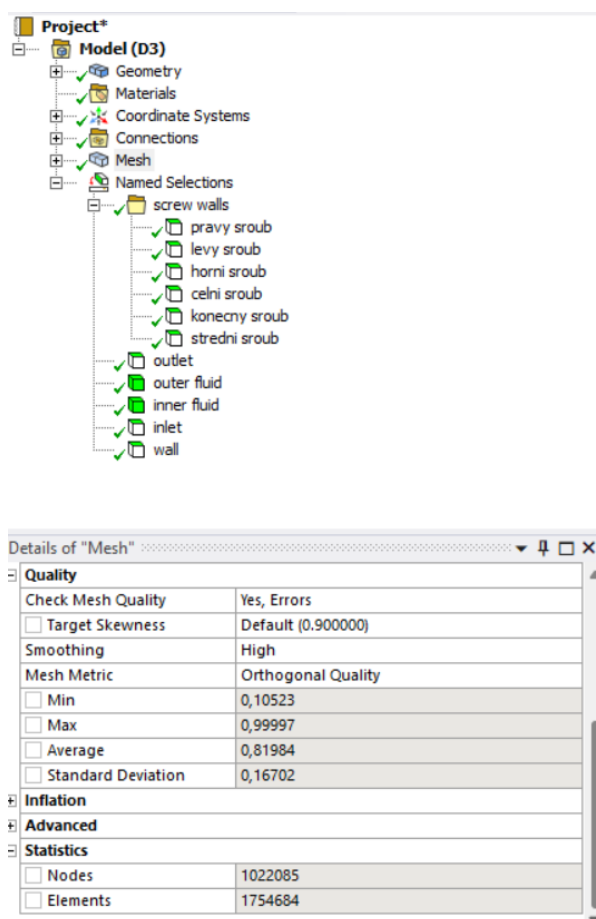 Project*
Model (D3)
Geometry
Materials
Coordinate Systems
Connections
Mesh
Named Selections
screw walls
pravy sroub
levy sroub
horni sroub
celni sroub
konecny sroub
stredni sroub
outlet
outer fluid
inner fluid
inlet
wall
Details of "Mesh"
Quality
Check Mesh Quality Yes, Errors
Target Skewness Default (0.900000)
Smoothing High
Mesh Metric Orthogonal Quality
Min 0,10523
Max 0,99997
Average 0,81984
Standard Deviation 0,16702
Inflation
Advanced
Statistics
Nodes 1022085
Elements 1754684